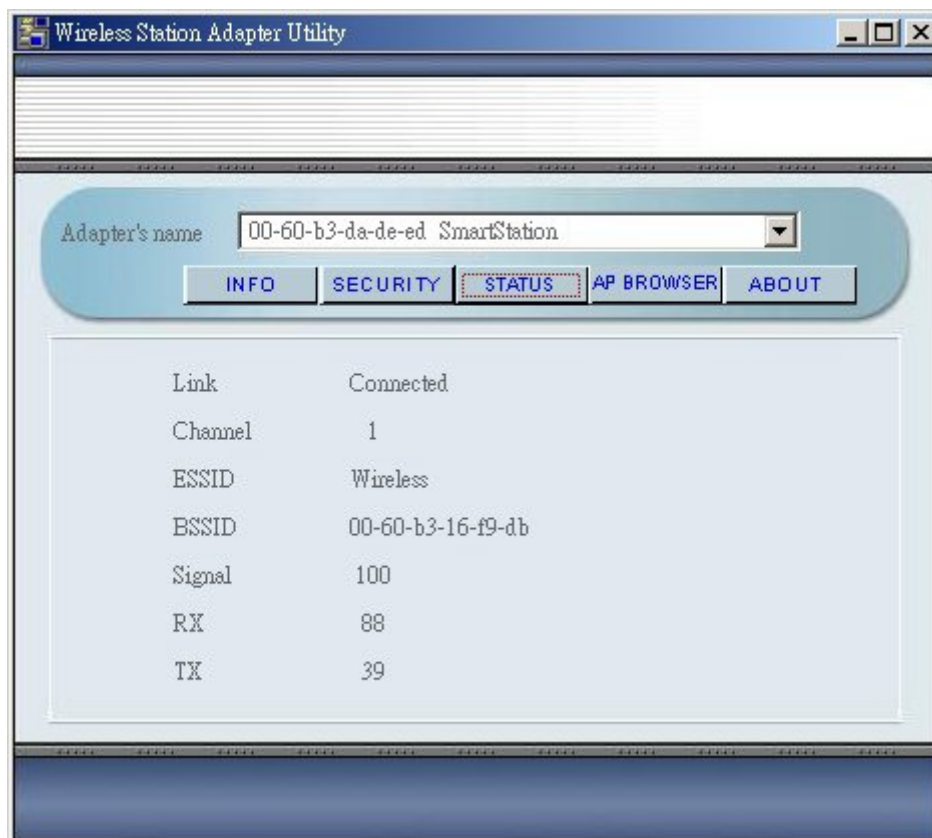 Wireless Station Adapter Utility
Adapter's name 00-60-b3-da-de-ed SmartStation
INFO SECURITY STATUS AP BROWSER ABOUT
Link Connected
Channel 1
ESSID Wireless
BSSID 00-60-b3-16-f9-db
Signal 100
RX 88
TX 39